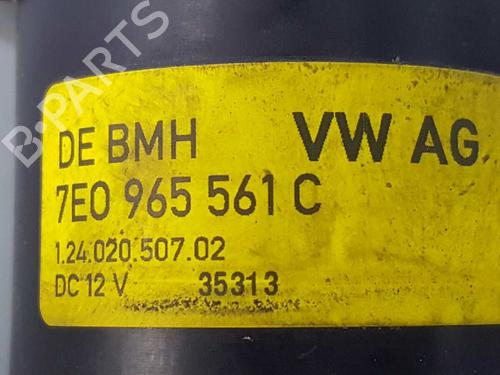 B-PARTS
DE BMH VW AG
7E0 965 561 C
1.24.020.507.02
DC 12 V 35313